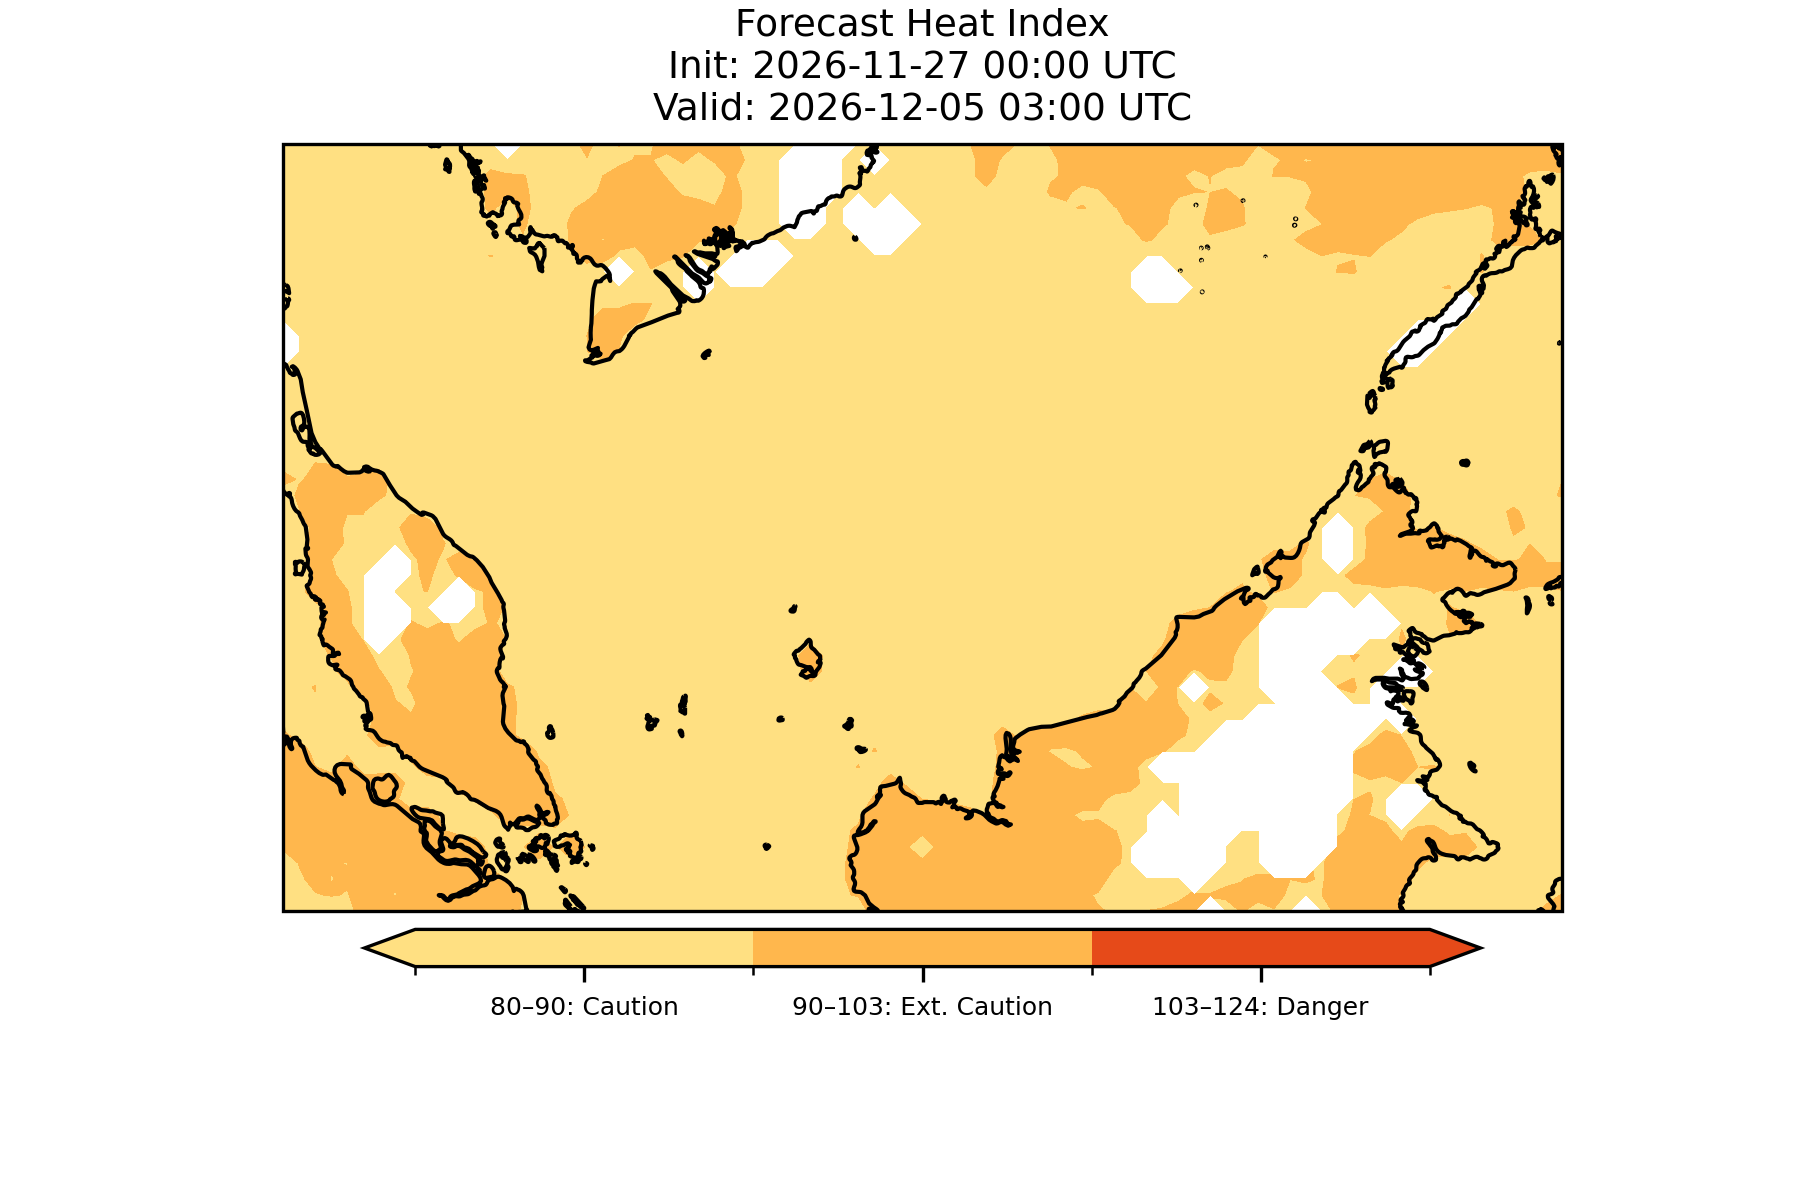 Forecast Heat Index
Init: 2026-11-27 00:00 UTC
Valid: 2026-12-05 03:00 UTC
80–90: Caution
90–103: Ext. Caution
103–124: Danger